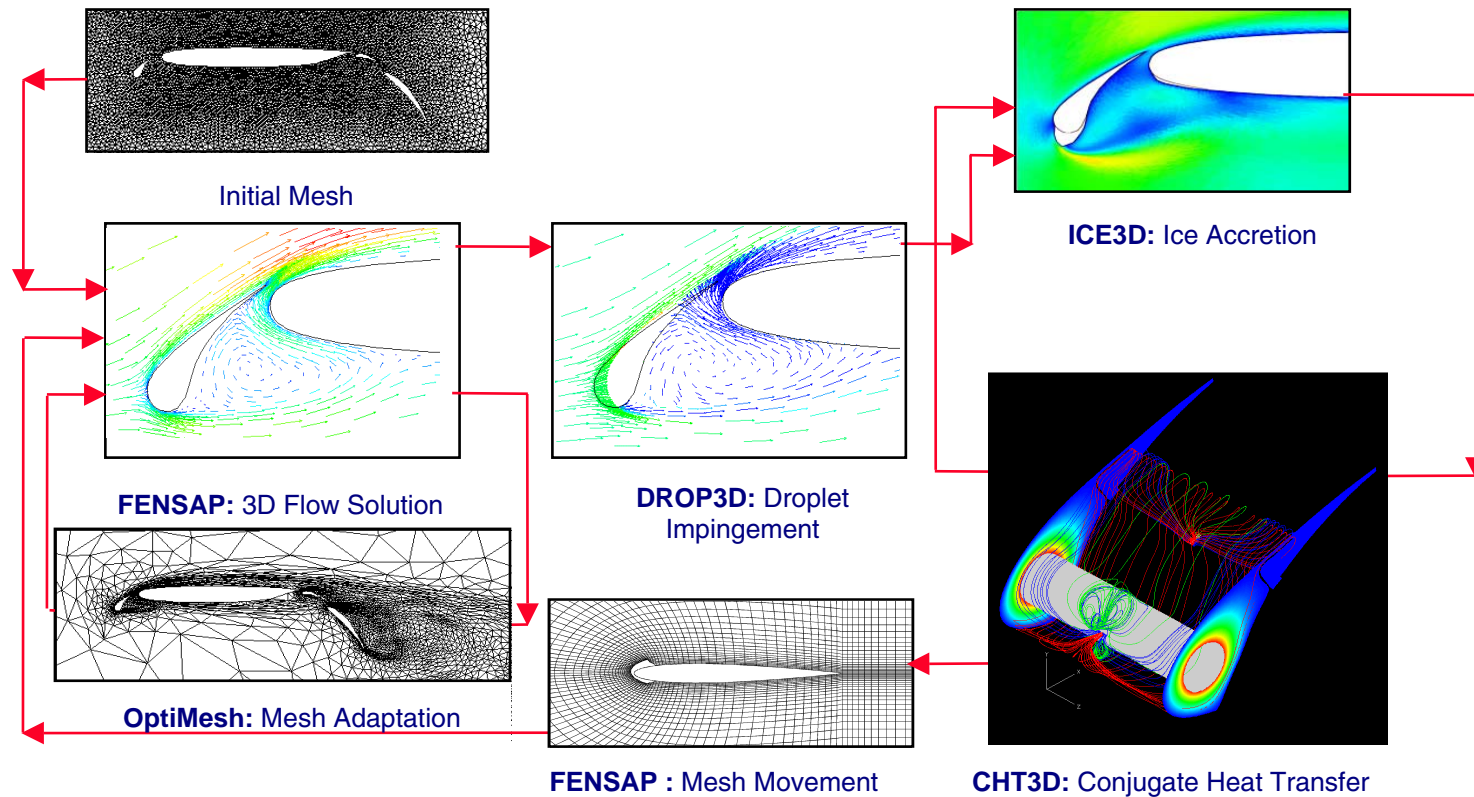 Initial Mesh
ICE3D: Ice Accretion
FENSAP: 3D Flow Solution
DROP3D: Droplet
Impingement
OptiMesh: Mesh Adaptation
FENSAP : Mesh Movement
CHT3D: Conjugate Heat Transfer